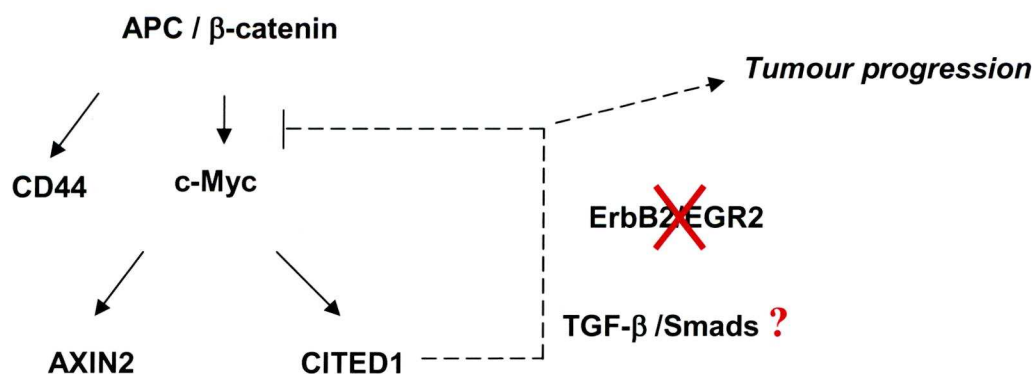 APC / β-catenin
Tumour progression
CD44
c-Myc
ErbB2/EGR2
TGF-β /Smads ?
AXIN2
CITED1